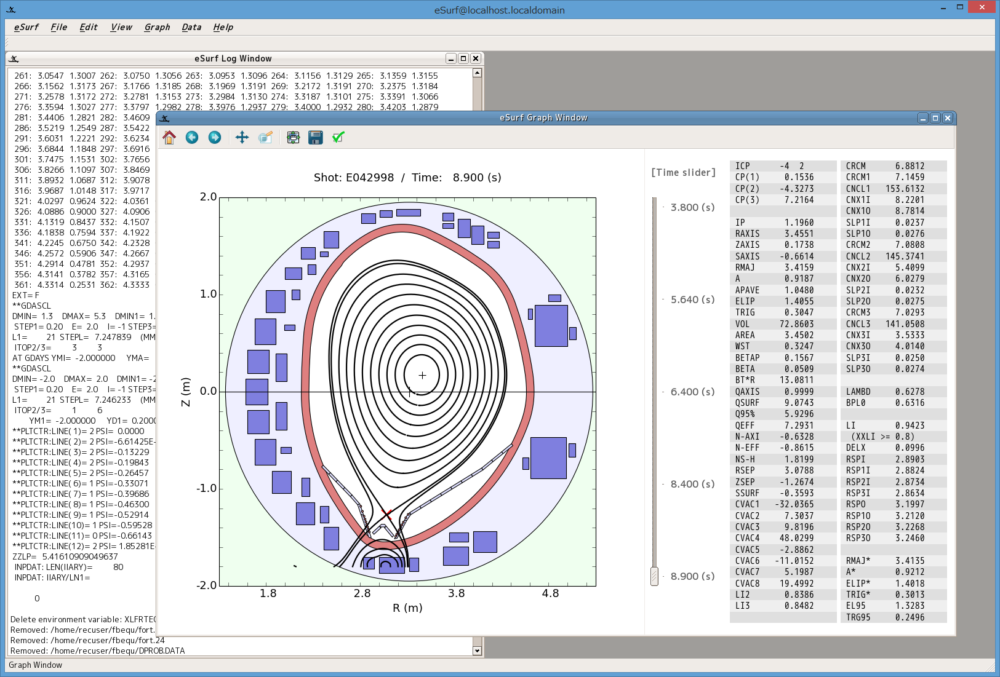 eSurf@localhost.localdomain
eSurf File Edit View Graph Data Help
eSurf Log Window
261: 3.0547 1.3007 262: 3.0750 1.3056 263: 3.0953 1.3096 264: 3.1156 1.3129 265: 3.1359 1.3155
266: 3.1562 1.3173 267: 3.1766 1.3185 268: 3.1969 1.3191 269: 3.2172 1.3191 270: 3.2375 1.3184
271: 3.2578 1.3172 272: 3.2781 1.3153 273: 3.2984 1.3130 274: 3.3187 1.3101 275: 3.3391 1.3066
276: 3.3594 1.3027 277: 3.3797 1.2982 278: 3.3976 1.2937 279: 3.4000 1.2932 280: 3.4203 1.2879
281: 3.4406 1.2821 282: 3.4609
286: 3.5219 1.2549 287: 3.5422
291: 3.6031 1.2221 292: 3.6234
296: 3.6844 1.1848 297: 3.6916
301: 3.7475 1.1531 302: 3.7656
306: 3.8266 1.1097 307: 3.8469
311: 3.8932 1.0687 312: 3.9078
316: 3.9687 1.0148 317: 3.9717
321: 4.0297 0.9624 322: 4.0361
326: 4.0886 0.9000 327: 4.0906
331: 4.1319 0.8437 332: 4.1507
336: 4.1838 0.7594 337: 4.1922
341: 4.2245 0.6750 342: 4.2328
346: 4.2572 0.5906 347: 4.2667
351: 4.2914 0.4781 352: 4.2937
356: 4.3141 0.3782 357: 4.3165
361: 4.3314 0.2531 362: 4.3333
EXT= F
**GDASCL
DMIN= 1.3 DMAX= 5.3 DMIN1= 1.
STEP1= 0.20 E= 2.0 I= -1 STEP3=
L1= 21 STEPL= 7.247839 (MM
ITOP2/3= 3 3
AT GDAYS YMI= -2.000000 YMA=
**GDASCL
DMIN= -2.0 DMAX= 2.0 DMIN1= -2
STEP1= 0.20 E= 2.0 I= -1 STEP3=
L1= 21 STEPL= 7.246233 (MM
ITOP2/3= 1 6
YM1= -2.000000 YD1= 0.2000
**PLTCTR:LINE( 1)= 2 PSI= 0.0000
**PLTCTR:LINE( 2)= 2 PSI=-6.61425E-
**PLTCTR:LINE( 3)= 2 PSI=-0.13229
**PLTCTR:LINE( 4)= 2 PSI=-0.19843
**PLTCTR:LINE( 5)= 2 PSI=-0.26457
**PLTCTR:LINE( 6)= 1 PSI=-0.33071
**PLTCTR:LINE( 7)= 1 PSI=-0.39686
**PLTCTR:LINE( 8)= 1 PSI=-0.46300
**PLTCTR:LINE( 9)= 1 PSI=-0.52914
**PLTCTR:LINE(10)= 1 PSI=-0.59528
**PLTCTR:LINE(11)= 0 PSI=-0.66143
**PLTCTR:LINE(12)= 2 PSI= 1.85281E-
ZZLP= 5.41610909049637
INPDAT: LEN(IIARY)= 80
INPDAT: IIARY/LN1=
0
Delete environment variable: XLFRTEO
Removed: /home/recuser/fbequ/fort.
Removed: /home/recuser/fbequ/fort.24
Removed: /home/recuser/fbequ/DPROB.DATA
Graph Window
eSurf Graph Window
Shot: E042998 / Time: 8.900 (s)
2.0
1.0
0.0
-1.0
-2.0
Z (m)
1.8 2.8 3.8 4.8
R (m)
[Time slider]
3.800 (s)
5.640 (s)
6.400 (s)
8.400 (s)
8.900 (s)
ICP -4 2
CP(1) 0.1536
CP(2) -4.3273
CP(3) 7.2164
IP 1.1960
RAXIS 3.4551
ZAXIS 0.1738
SAXIS -0.6614
RMAJ 3.4159
A 0.9187
APAVE 1.0480
ELIP 1.4055
TRIG 0.3047
VOL 72.8603
AREA 3.4502
WST 0.3247
BETAP 0.1567
BETA 0.0509
BT*R 13.0811
QAXIS 0.9999
QSURF 9.0743
Q95% 5.9296
QEFF 7.2931
N-AXI -0.6328
N-EFF -0.8615
NS-H 1.8199
RSEP 3.0788
ZSEP -1.2674
SSURF -0.3593
CVAC1 -32.0365
CVAC2 7.3037
CVAC3 9.8196
CVAC4 48.0299
CVAC5 -2.8862
CVAC6 -11.0152
CVAC7 5.1987
CVAC8 19.4992
LI2 0.8386
LI3 0.8482
CRCM 6.8812
CRCM1 7.1459
CNCL1 153.6132
CNX1I 8.2201
CNX1O 8.7814
SLP1I 0.0237
SLP1O 0.0276
CRCM2 7.0808
CNCL2 145.3741
CNX2I 5.4099
CNX2O 6.0279
SLP2I 0.0232
SLP2O 0.0275
CRCM3 7.0293
CNCL3 141.0508
CNX3I 3.5333
CNX3O 4.0140
SLP3I 0.0250
SLP3O 0.0274
LAMBD 0.6278
BPL0 0.6316
LI 0.9423
(XXLI >= 0.8)
DELX 0.0996
RSPI 2.8903
RSP1I 2.8824
RSP2I 2.8734
RSP3I 2.8634
RSPO 3.1997
RSP1O 3.2120
RSP2O 3.2268
RSP3O 3.2460
RMAJ* 3.4135
A* 0.9212
ELIP* 1.4018
TRIG* 0.3013
EL95 1.3283
TRG95 0.2496